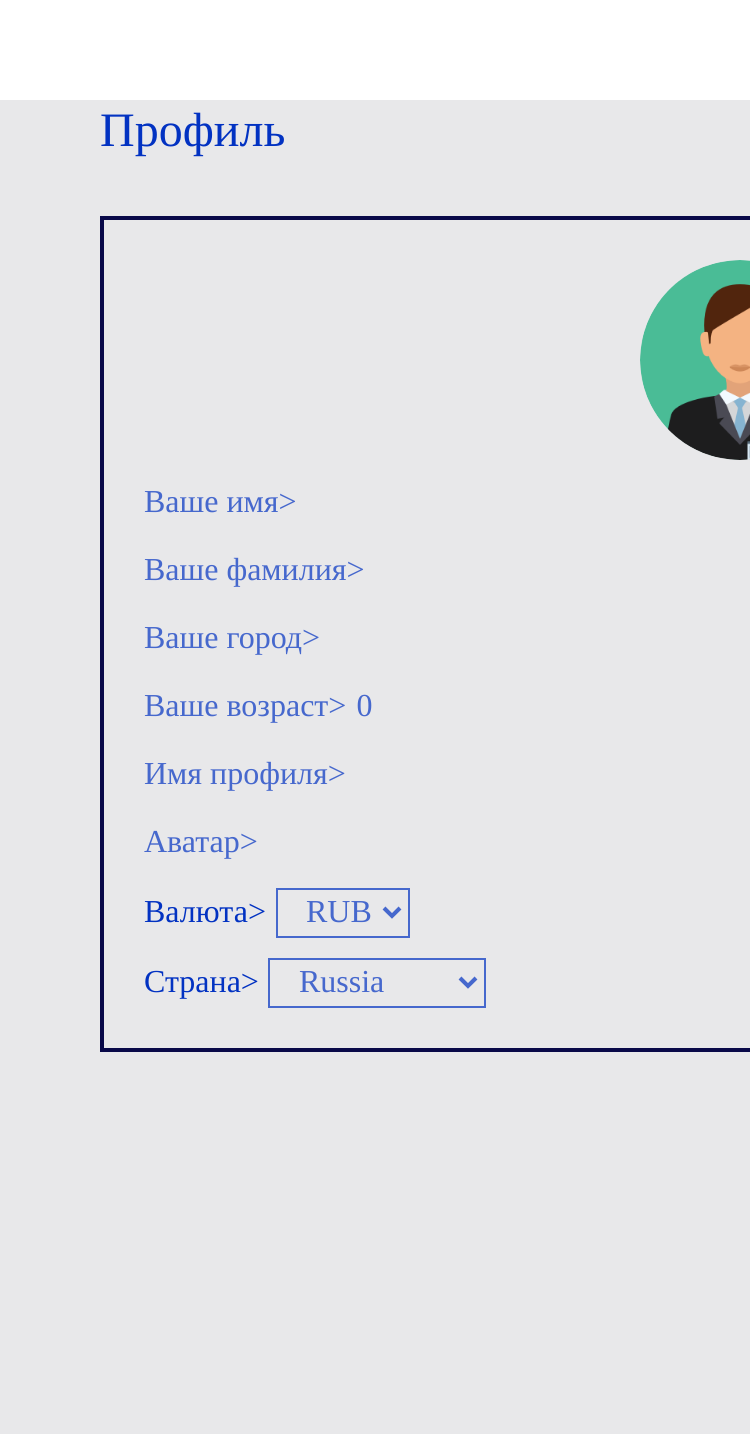 Профиль
Ваше имя>
Ваше фамилия>
Ваше город>
Ваше возраст> 0
Имя профиля>
Аватар>
Валюта> RUB
Страна> Russia